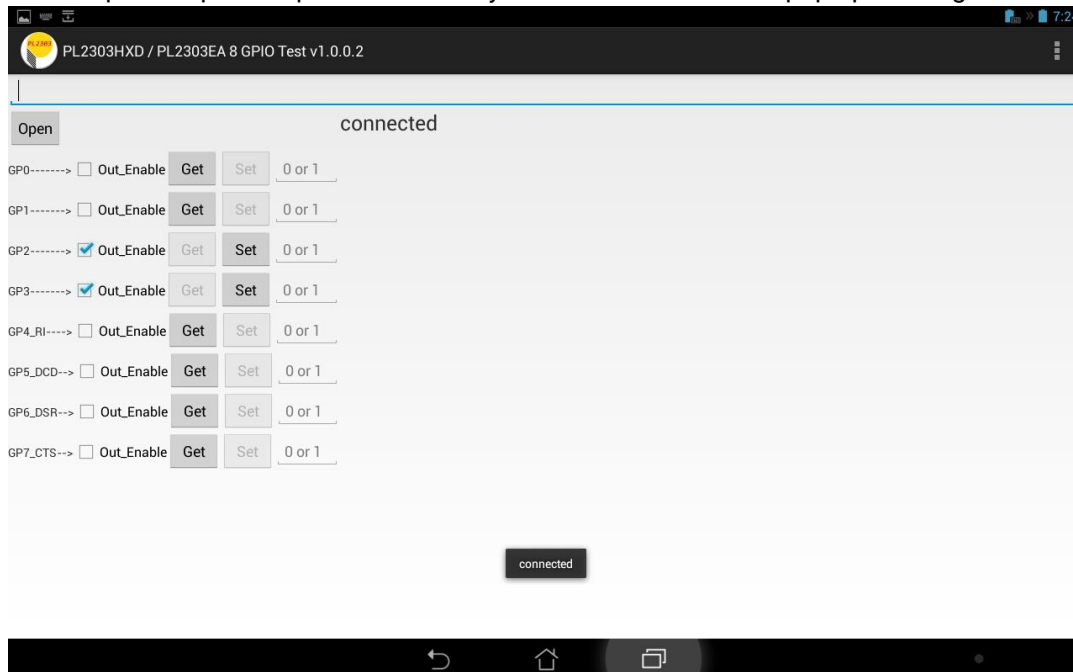 PL2303
7:24
PL2303HXD / PL2303EA 8 GPIO Test v1.0.0.2
Open
connected
GP0-------> Out_Enable Get Set 0 or 1
GP1-------> Out_Enable Get Set 0 or 1
GP2-------> Out_Enable Get Set 0 or 1
GP3-------> Out_Enable Get Set 0 or 1
GP4_RI----> Out_Enable Get Set 0 or 1
GP5_DCD--> Out_Enable Get Set 0 or 1
GP6_DSR--> Out_Enable Get Set 0 or 1
GP7_CTS--> Out_Enable Get Set 0 or 1
connected